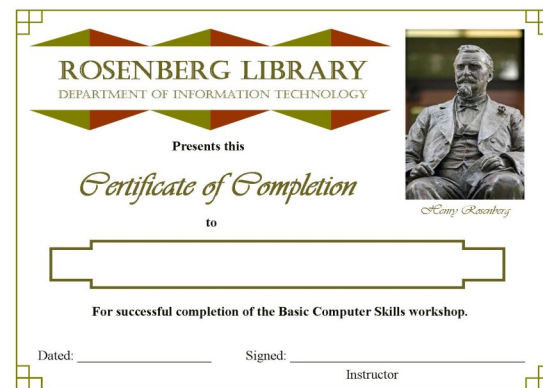 ROSENBERG LIBRARY
DEPARTMENT OF INFORMATION TECHNOLOGY
Presents this
Certificate of Completion
Henry Rosenberg
to
For successful completion of the Basic Computer Skills workshop.
Dated: ____________________ Signed: ___________________________________
Instructor